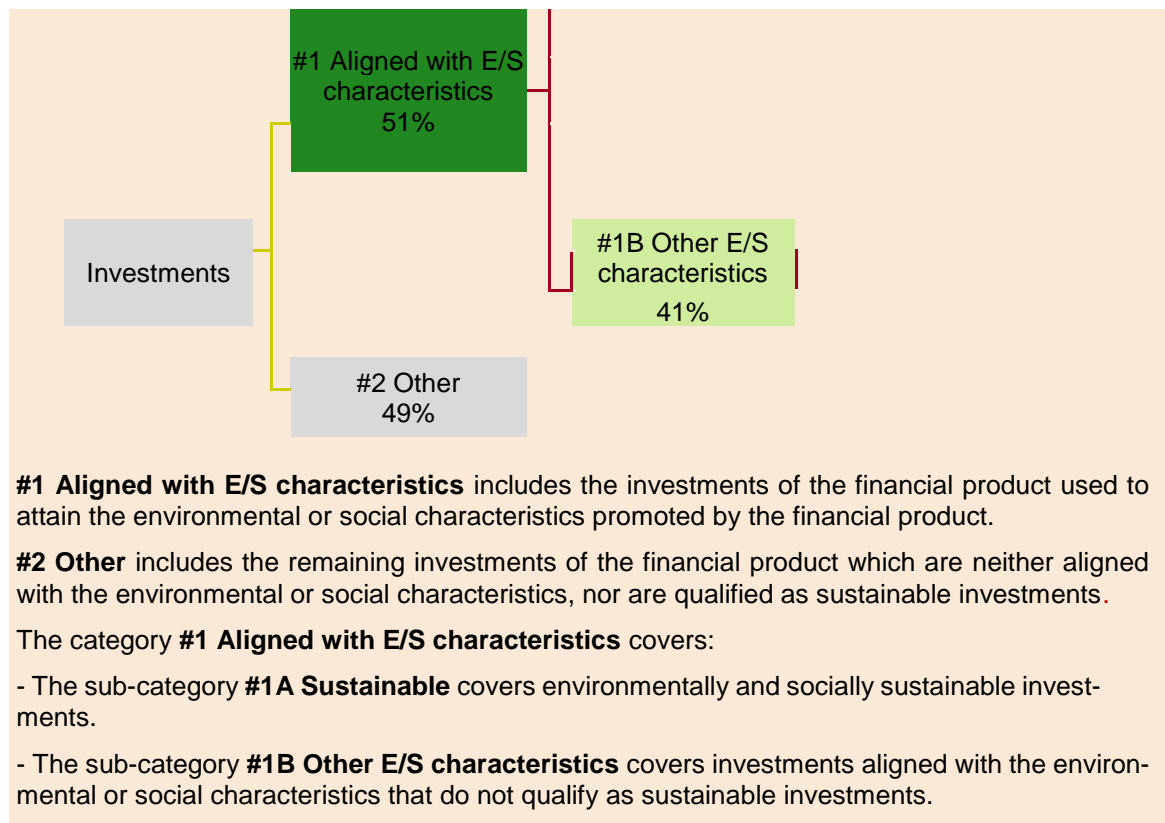 #1 Aligned with E/S
characteristics
51%
Investments
#1B Other E/S
characteristics
41%
#2 Other
49%
#1 Aligned with E/S characteristics includes the investments of the financial product used to
attain the environmental or social characteristics promoted by the financial product.
#2 Other includes the remaining investments of the financial product which are neither aligned
with the environmental or social characteristics, nor are qualified as sustainable investments.
The category #1 Aligned with E/S characteristics covers:
- The sub-category #1A Sustainable covers environmentally and socially sustainable invest-
ments.
- The sub-category #1B Other E/S characteristics covers investments aligned with the environ-
mental or social characteristics that do not qualify as sustainable investments.